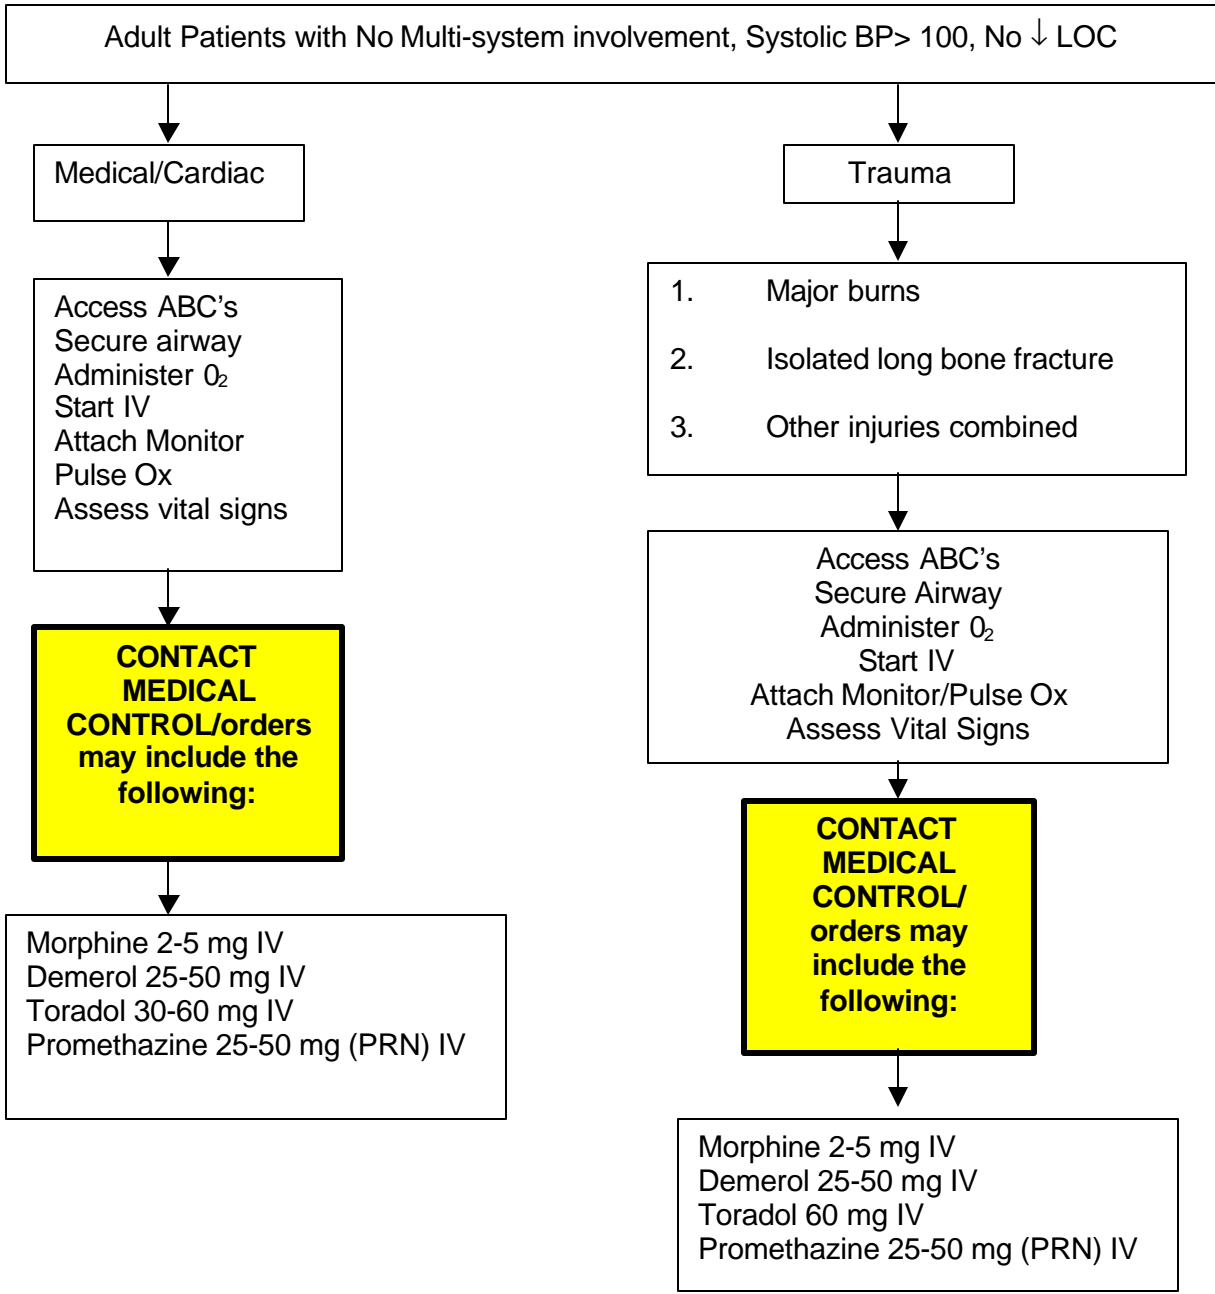 Adult Patients with No Multi-system involvement, Systolic BP> 100, No ↓ LOC
Medical/Cardiac
Access ABC’s
Secure airway
Administer 0₂
Start IV
Attach Monitor
Pulse Ox
Assess vital signs
CONTACT
MEDICAL
CONTROL/orders
may include the
following:
Morphine 2-5 mg IV
Demerol 25-50 mg IV
Toradol 30-60 mg IV
Promethazine 25-50 mg (PRN) IV
Trauma
1. Major burns
2. Isolated long bone fracture
3. Other injuries combined
Access ABC’s
Secure Airway
Administer 0₂
Start IV
Attach Monitor/Pulse Ox
Assess Vital Signs
CONTACT
MEDICAL
CONTROL/
orders may
include the
following:
Morphine 2-5 mg IV
Demerol 25-50 mg IV
Toradol 60 mg IV
Promethazine 25-50 mg (PRN) IV